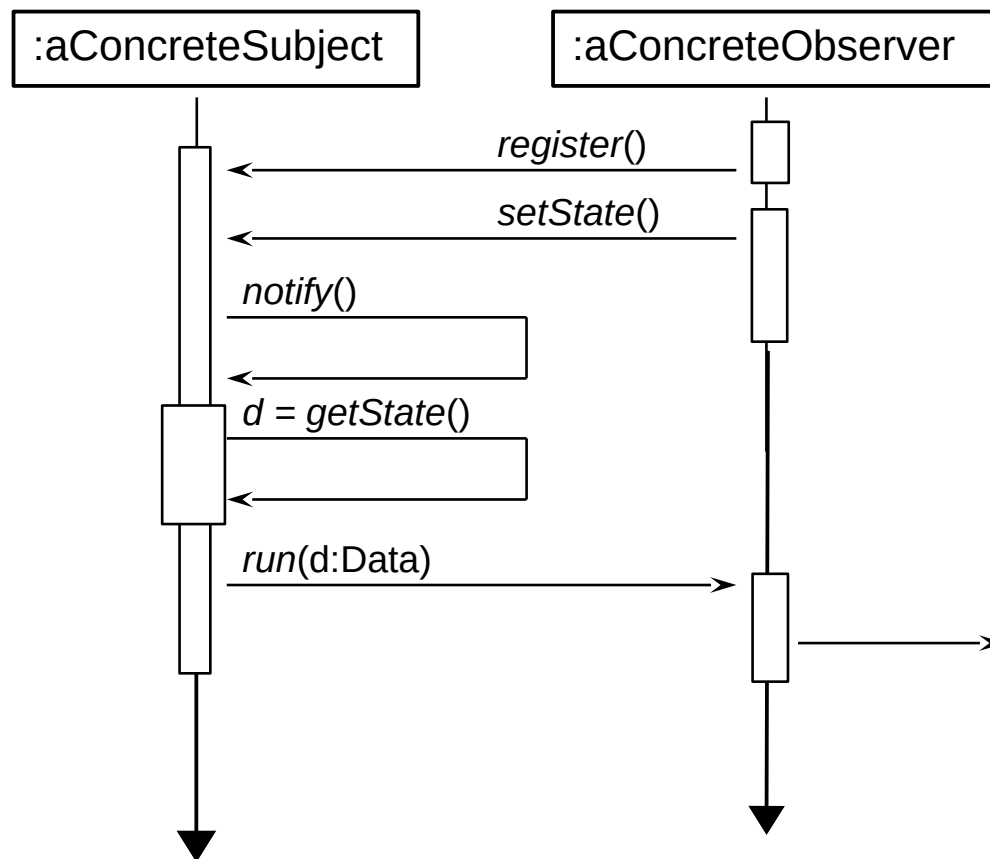 :aConcreteSubject
:aConcreteObserver
register()
setState()
notify()
d = getState()
run(d:Data)